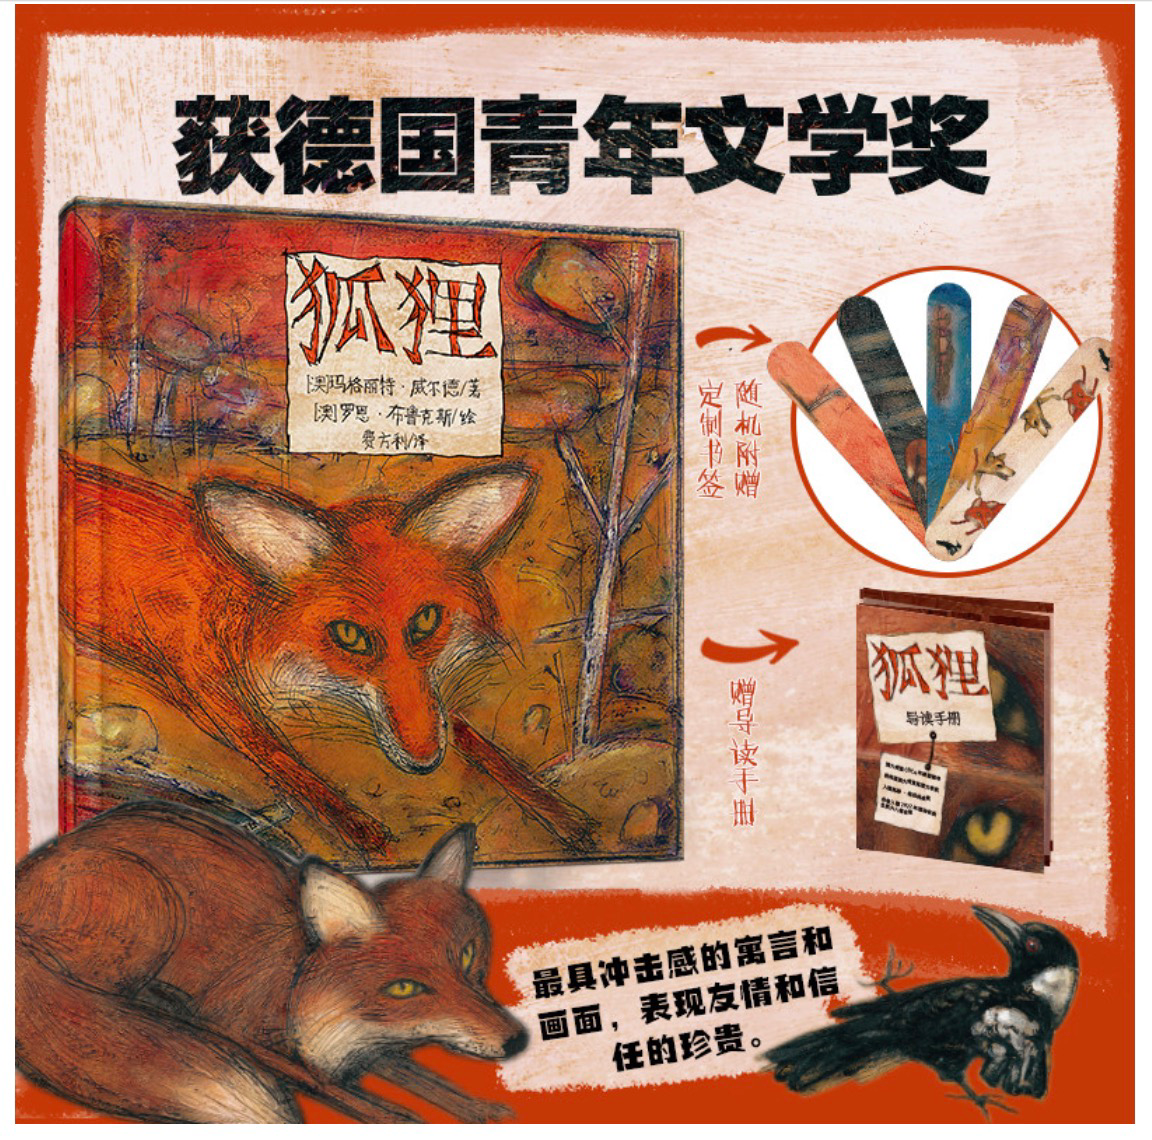 获德国青年文学奖
狐狸
[澳]玛格丽特·威尔德/著
[澳]罗恩·布鲁克斯/绘
费方利/译
随机附赠
定制书签
赠导读手册
狐狸
导读手册
最具冲击感的寓言和
画面，表现友情和信
任的珍贵。